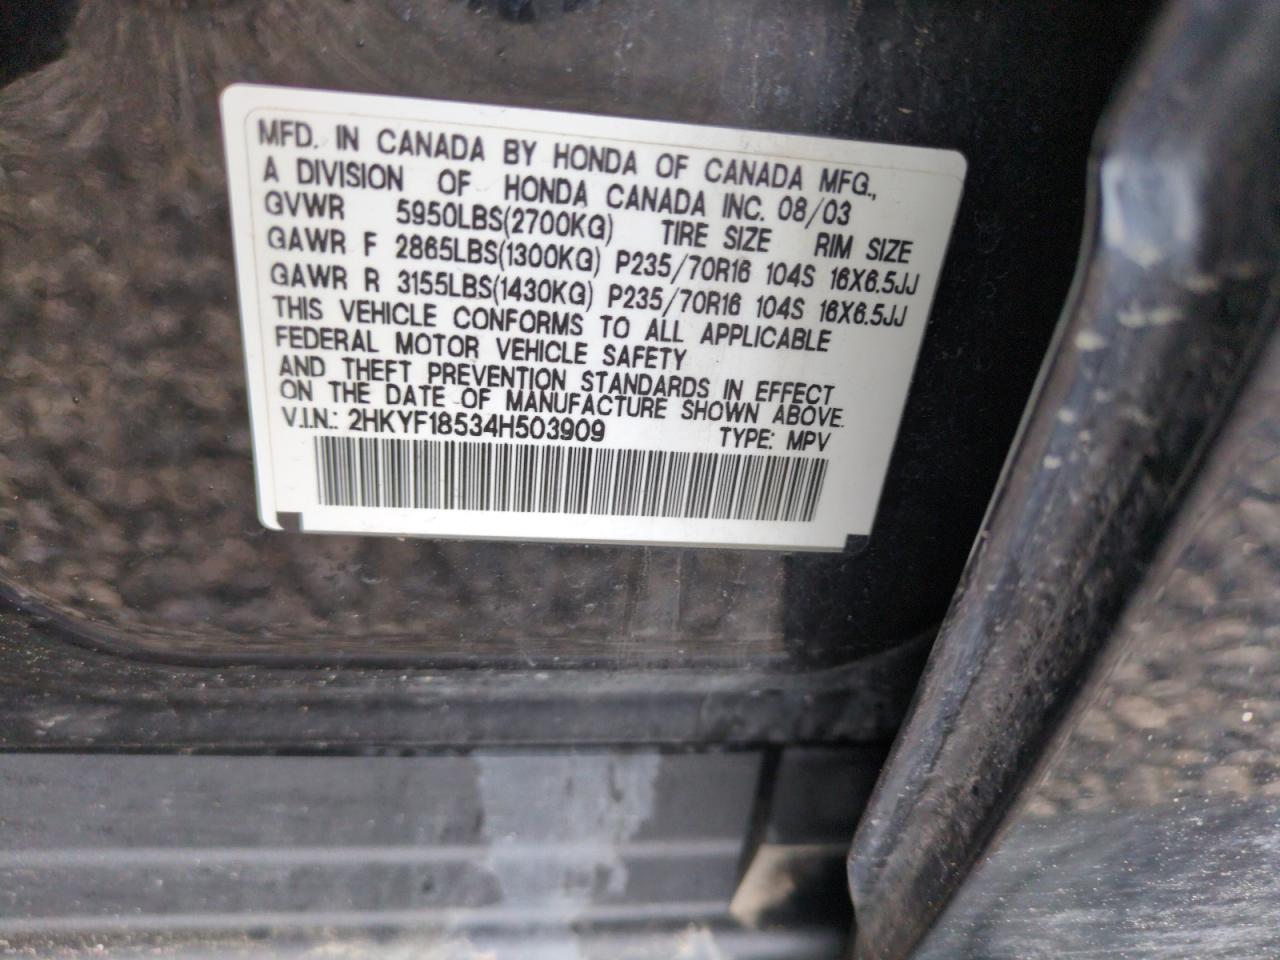 MFD. IN CANADA BY HONDA OF CANADA MFG.,
A DIVISION OF HONDA CANADA INC. 08/03
GVWR 5950LBS(2700KG) TIRE SIZE RIM SIZE
GAWR F 2865LBS(1300KG) P235/70R16 104S 16X6.5JJ
GAWR R 3155LBS(1430KG) P235/70R16 104S 16X6.5JJ
THIS VEHICLE CONFORMS TO ALL APPLICABLE
FEDERAL MOTOR VEHICLE SAFETY
AND THEFT PREVENTION STANDARDS IN EFFECT
ON THE DATE OF MANUFACTURE SHOWN ABOVE.
V.I.N.: 2HKYF18534H503909 TYPE: MPV